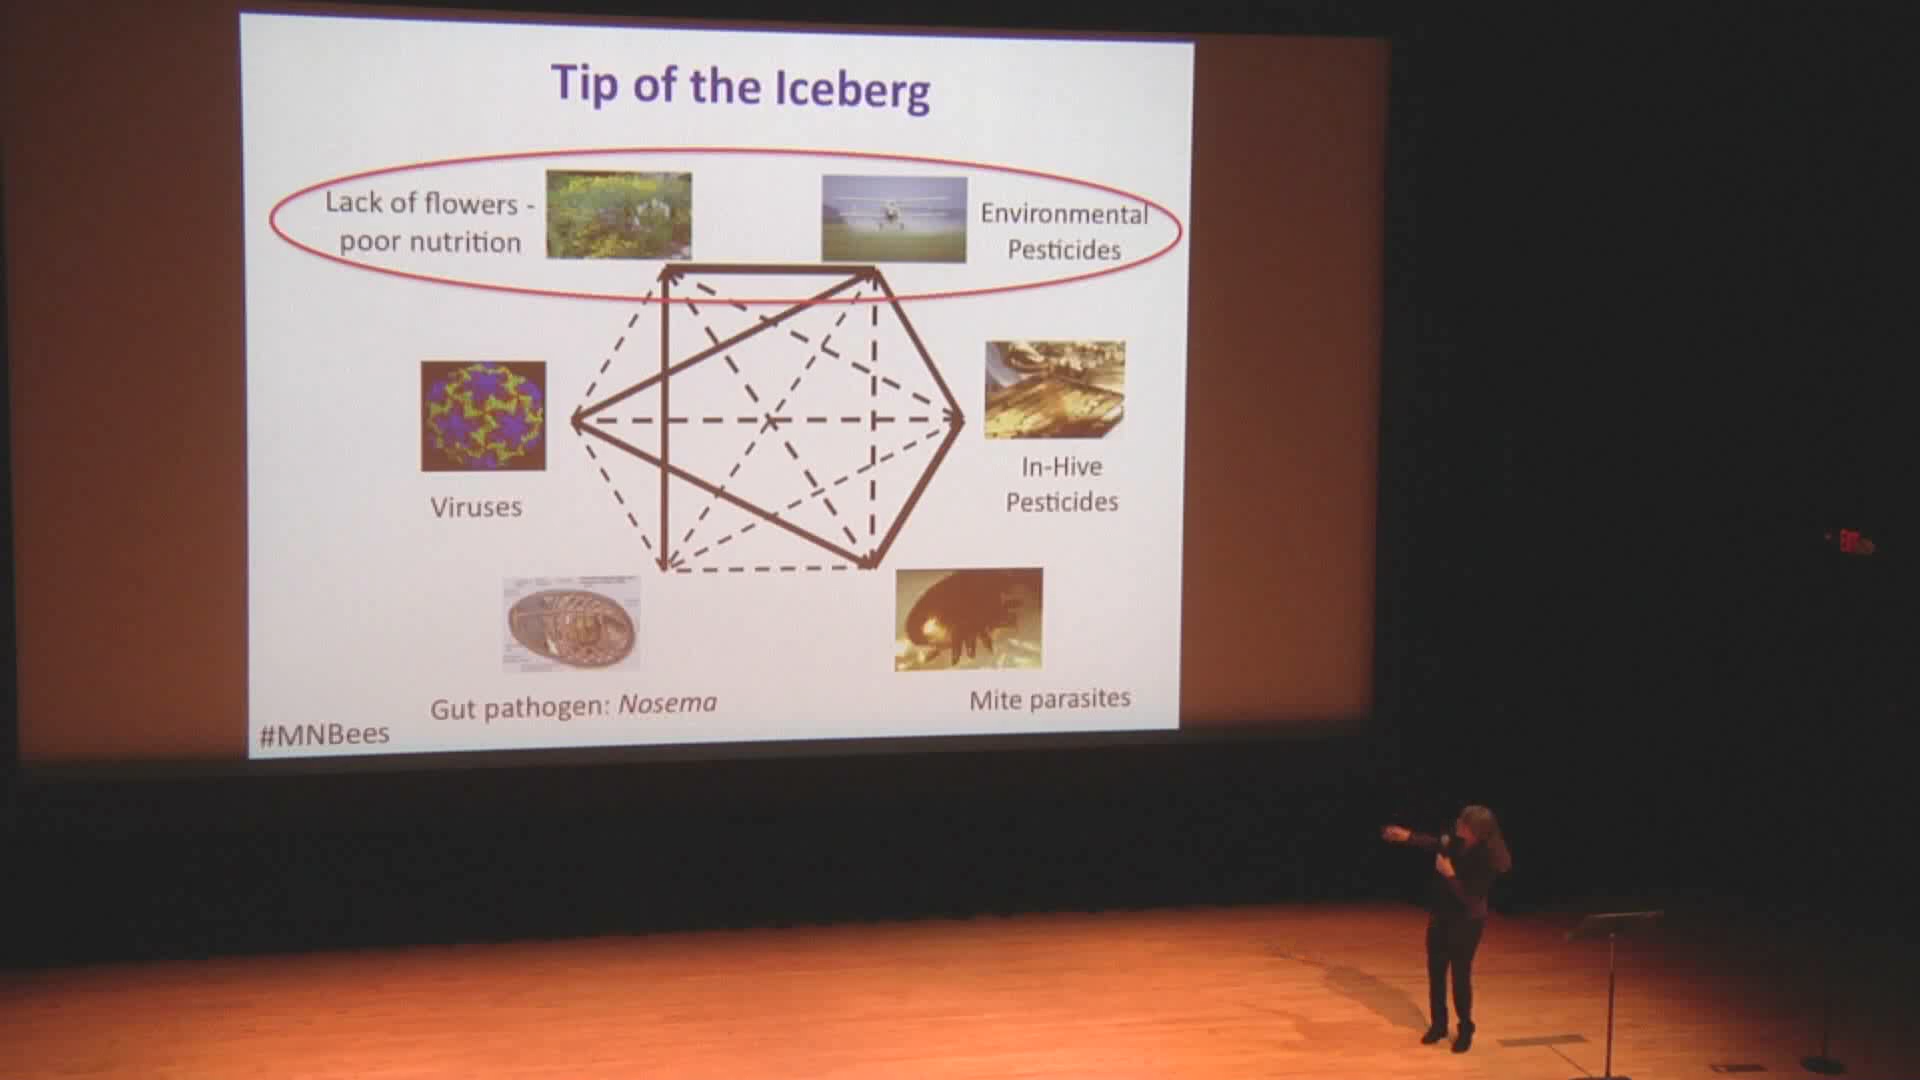 Tip of the Iceberg
Lack of flowers -
poor nutrition
Environmental
Pesticides
Viruses
In-Hive
Pesticides
Gut pathogen: Nosema
Mite parasites
#MNBees
EXIT